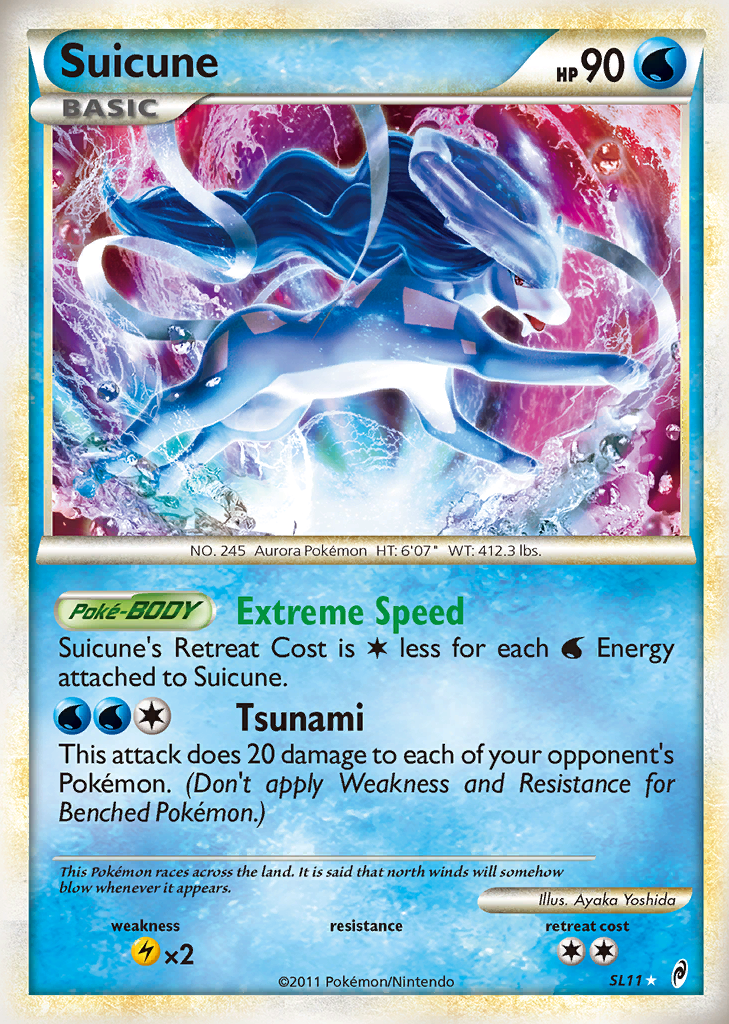 Suicune
HP 90
BASIC
NO. 245 Aurora Pokémon HT: 6'07" WT: 412.3 lbs.
Poké-BODY Extreme Speed
Suicune's Retreat Cost is less for each Energy
attached to Suicune.
Tsunami
This attack does 20 damage to each of your opponent's
Pokémon. (Don't apply Weakness and Resistance for
Benched Pokémon.)
This Pokémon races across the land. It is said that north winds will somehow
blow whenever it appears.
Illus. Ayaka Yoshida
weakness resistance retreat cost
×2
©2011 Pokémon/Nintendo SL11